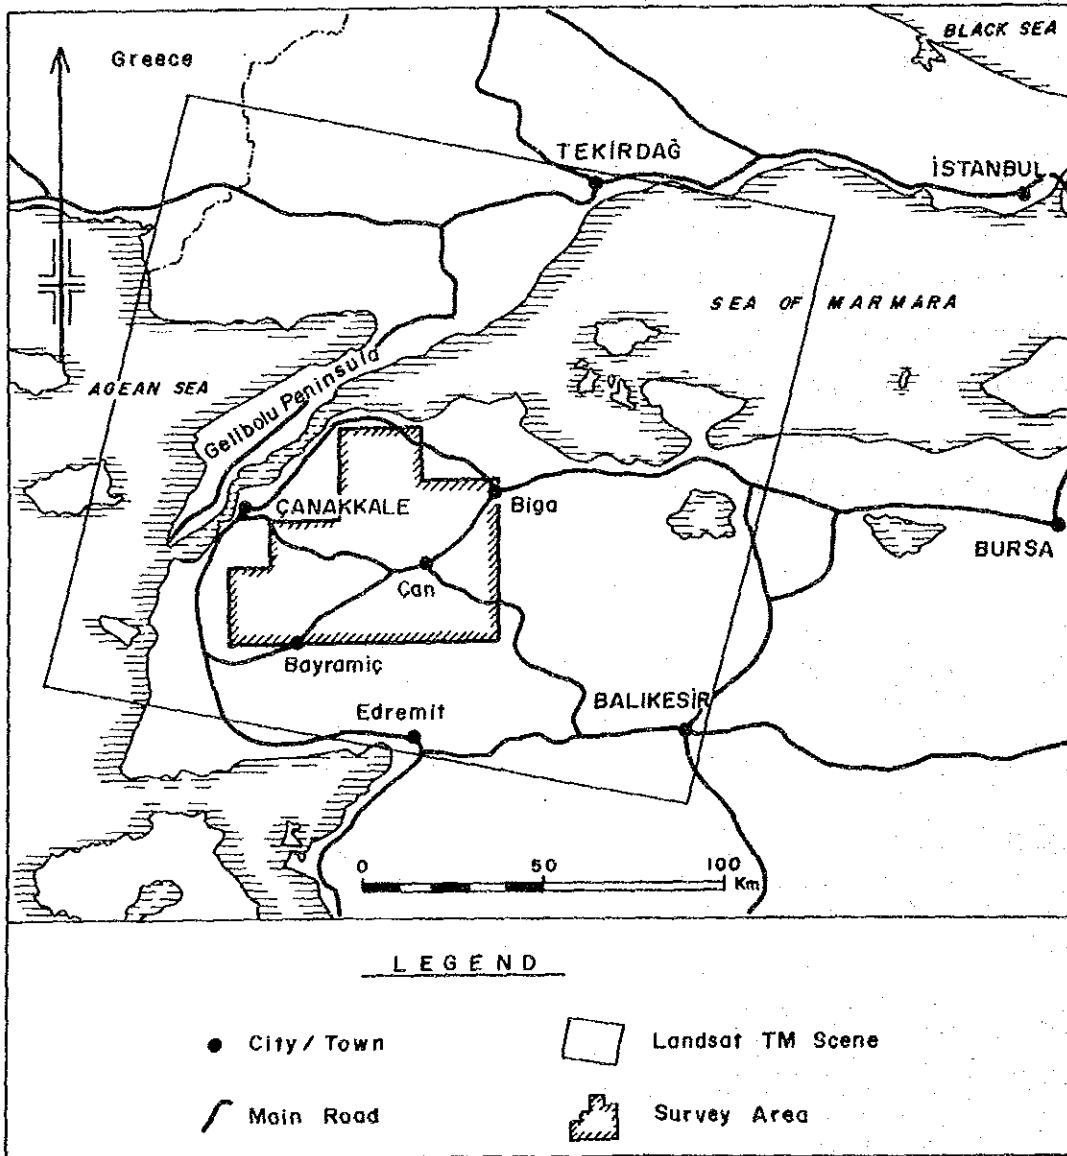 BLACK SEA
Greece
TEKİRDAĞ
İSTANBUL
SEA OF MARMARA
AGEAN SEA
Gelibolu Peninsula
ÇANAKKALE
Biga
BURSA
Çan
Bayramiç
Edremit
BALIKESİR
0 50 100
Km
LEGEND
City/Town
Landsat TM Scene
Main Road
Survey Area